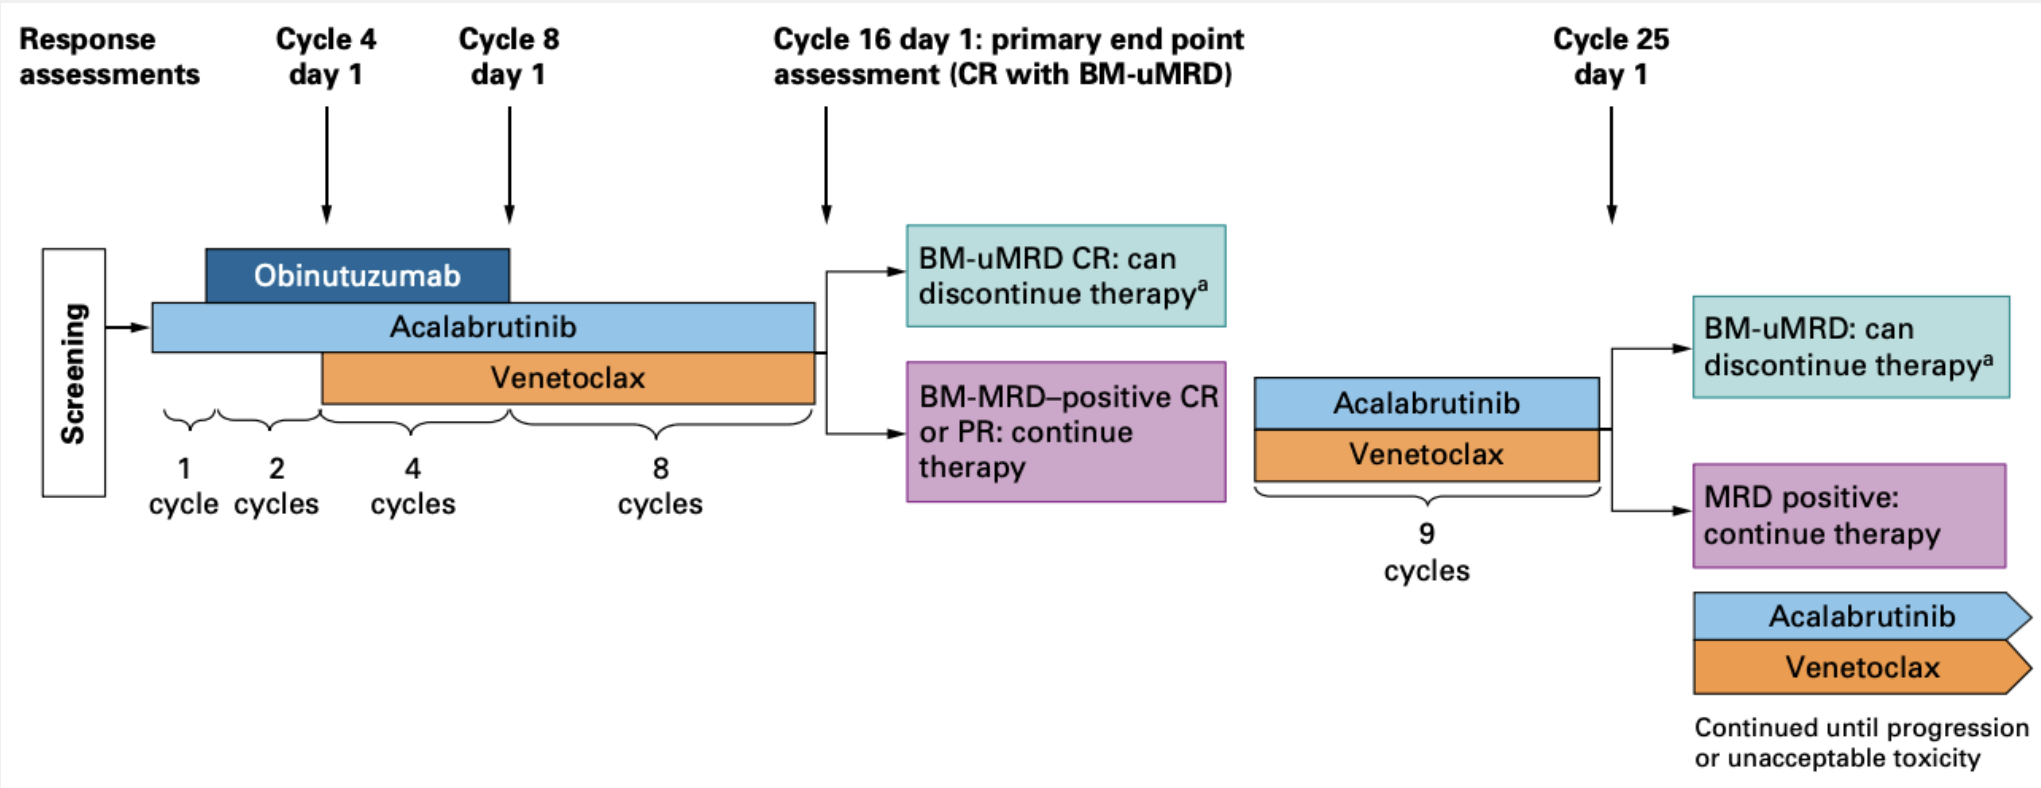 Response
assessments
Cycle 4
day 1
Cycle 8
day 1
Cycle 16 day 1: primary end point
assessment (CR with BM-uMRD)
Cycle 25
day 1
Screening
Obinutuzumab
Acalabrutinib
Venetoclax
1
cycle
2
cycles
4
cycles
8
cycles
BM-uMRD CR: can
discontinue therapyᵃ
BM-MRD–positive CR
or PR: continue
therapy
Acalabrutinib
Venetoclax
9
cycles
BM-uMRD: can
discontinue therapyᵃ
MRD positive:
continue therapy
Acalabrutinib
Venetoclax
Continued until progression
or unacceptable toxicity